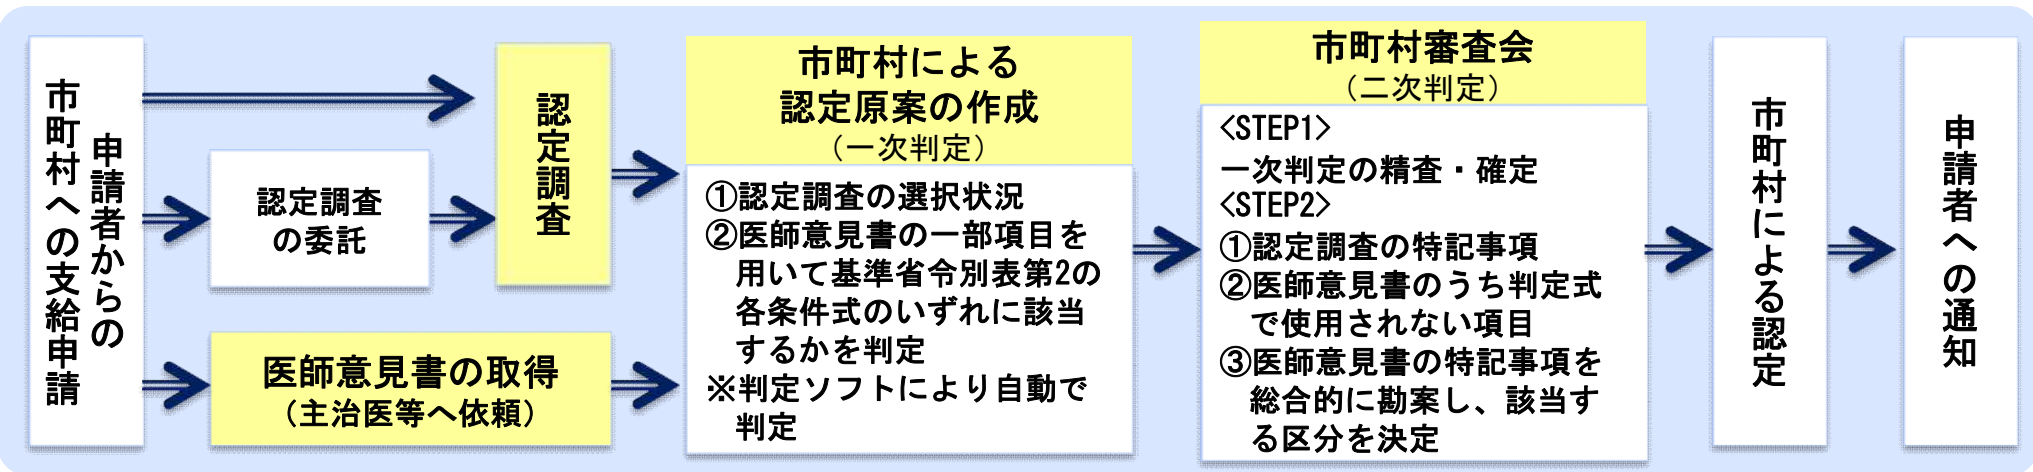 申請者からの
市町村への支給申請
認定調査
の委託
医師意見書の取得
（主治医等へ依頼）
認定調査
市町村による
認定原案の作成
（一次判定）
①認定調査の選択状況
②医師意見書の一部項目を
用いて基準省令別表第2の
各条件式のいずれに該当
するかを判定
※判定ソフトにより自動で
判定
市町村審査会
（二次判定）
<STEP1>
一次判定の精査・確定
<STEP2>
①認定調査の特記事項
②医師意見書のうち判定式
で使用されない項目
③医師意見書の特記事項を
総合的に勘案し、該当す
る区分を決定
市町村による認定
申請者への通知